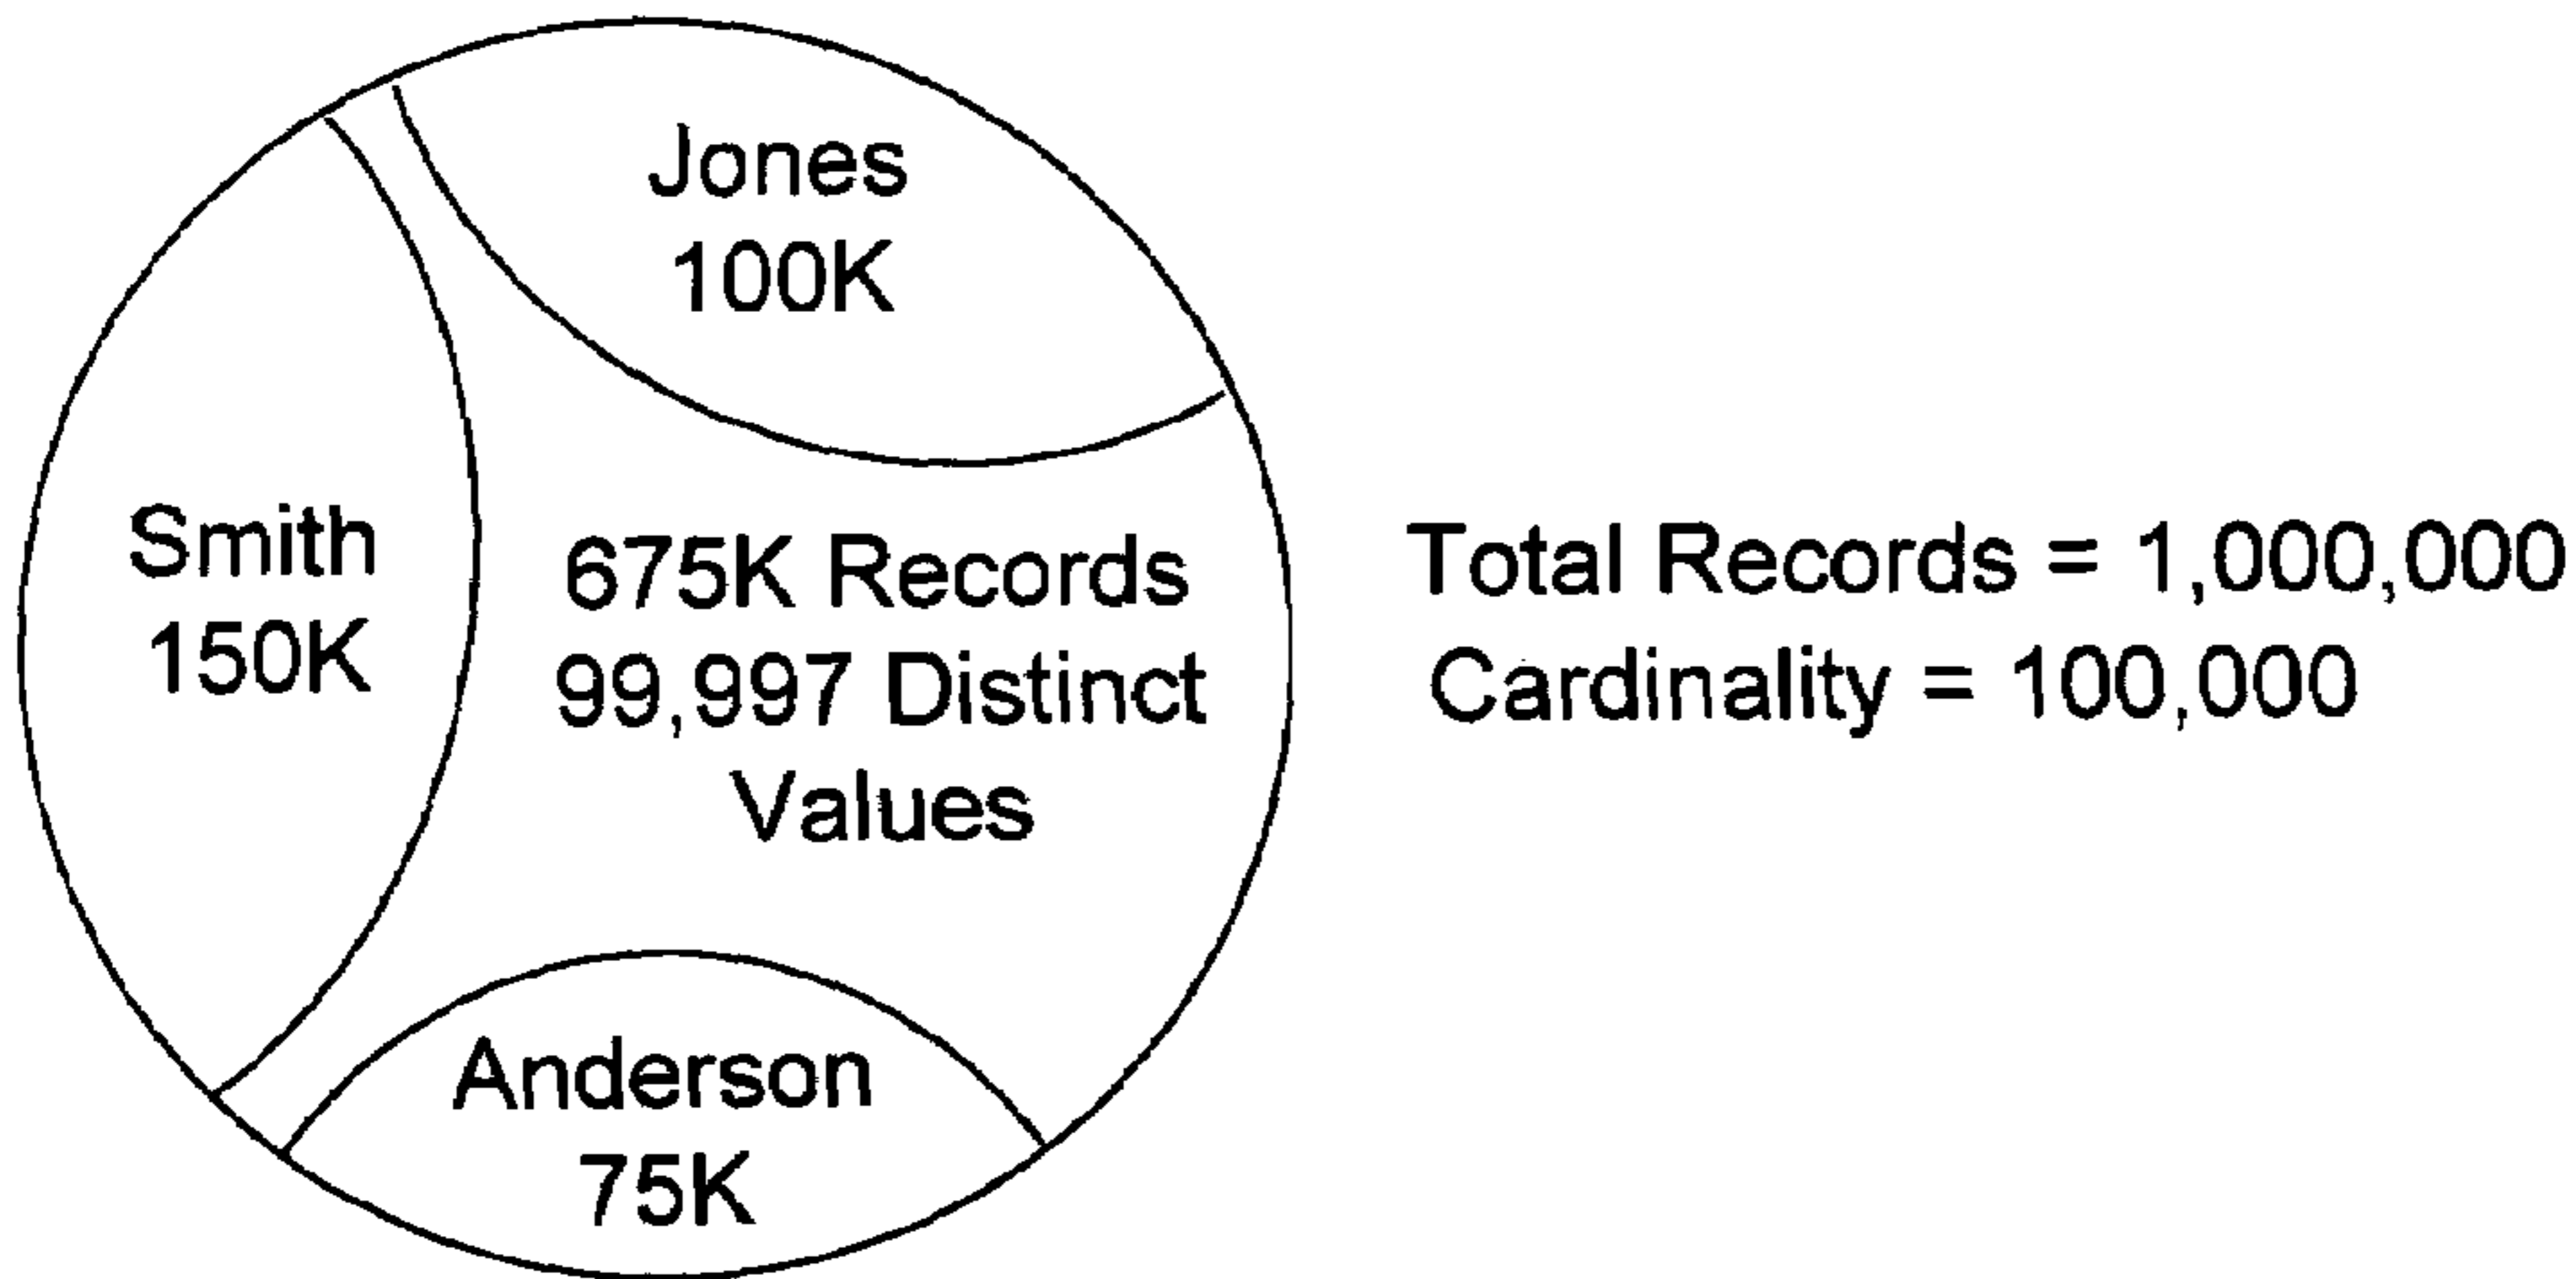 Jones
100K
Smith
150K
675K Records
99,997 Distinct
Values
Anderson
75K
Total Records = 1,000,000
Cardinality = 100,000